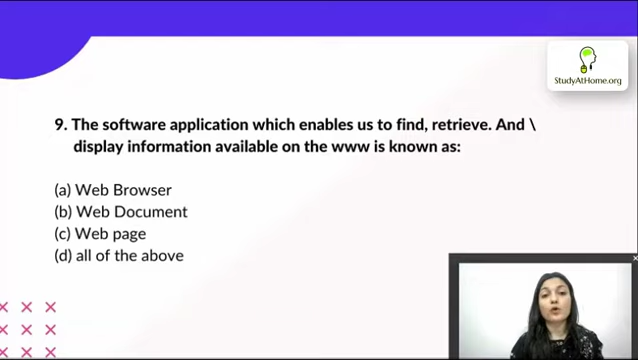 StudyAtHome.org
9. The software application which enables us to find, retrieve. And \
display information available on the www is known as:
(a) Web Browser
(b) Web Document
(c) Web page
(d) all of the above